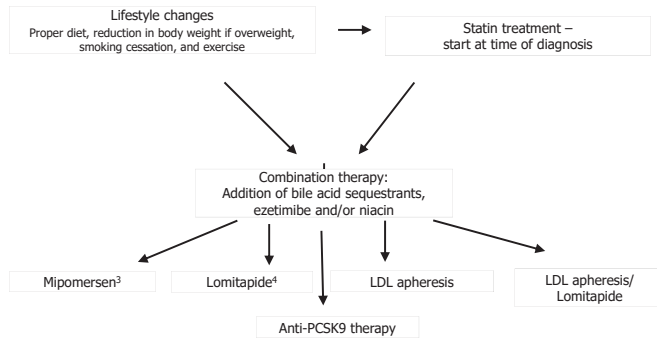 Lifestyle changes
Proper diet, reduction in body weight if overweight,
smoking cessation, and exercise
Statin treatment –
start at time of diagnosis
Combination therapy:
Addition of bile acid sequestrants,
ezetimibe and/or niacin
Mipomersen³
Lomitapide⁴
LDL apheresis
LDL apheresis/
Lomitapide
Anti-PCSK9 therapy